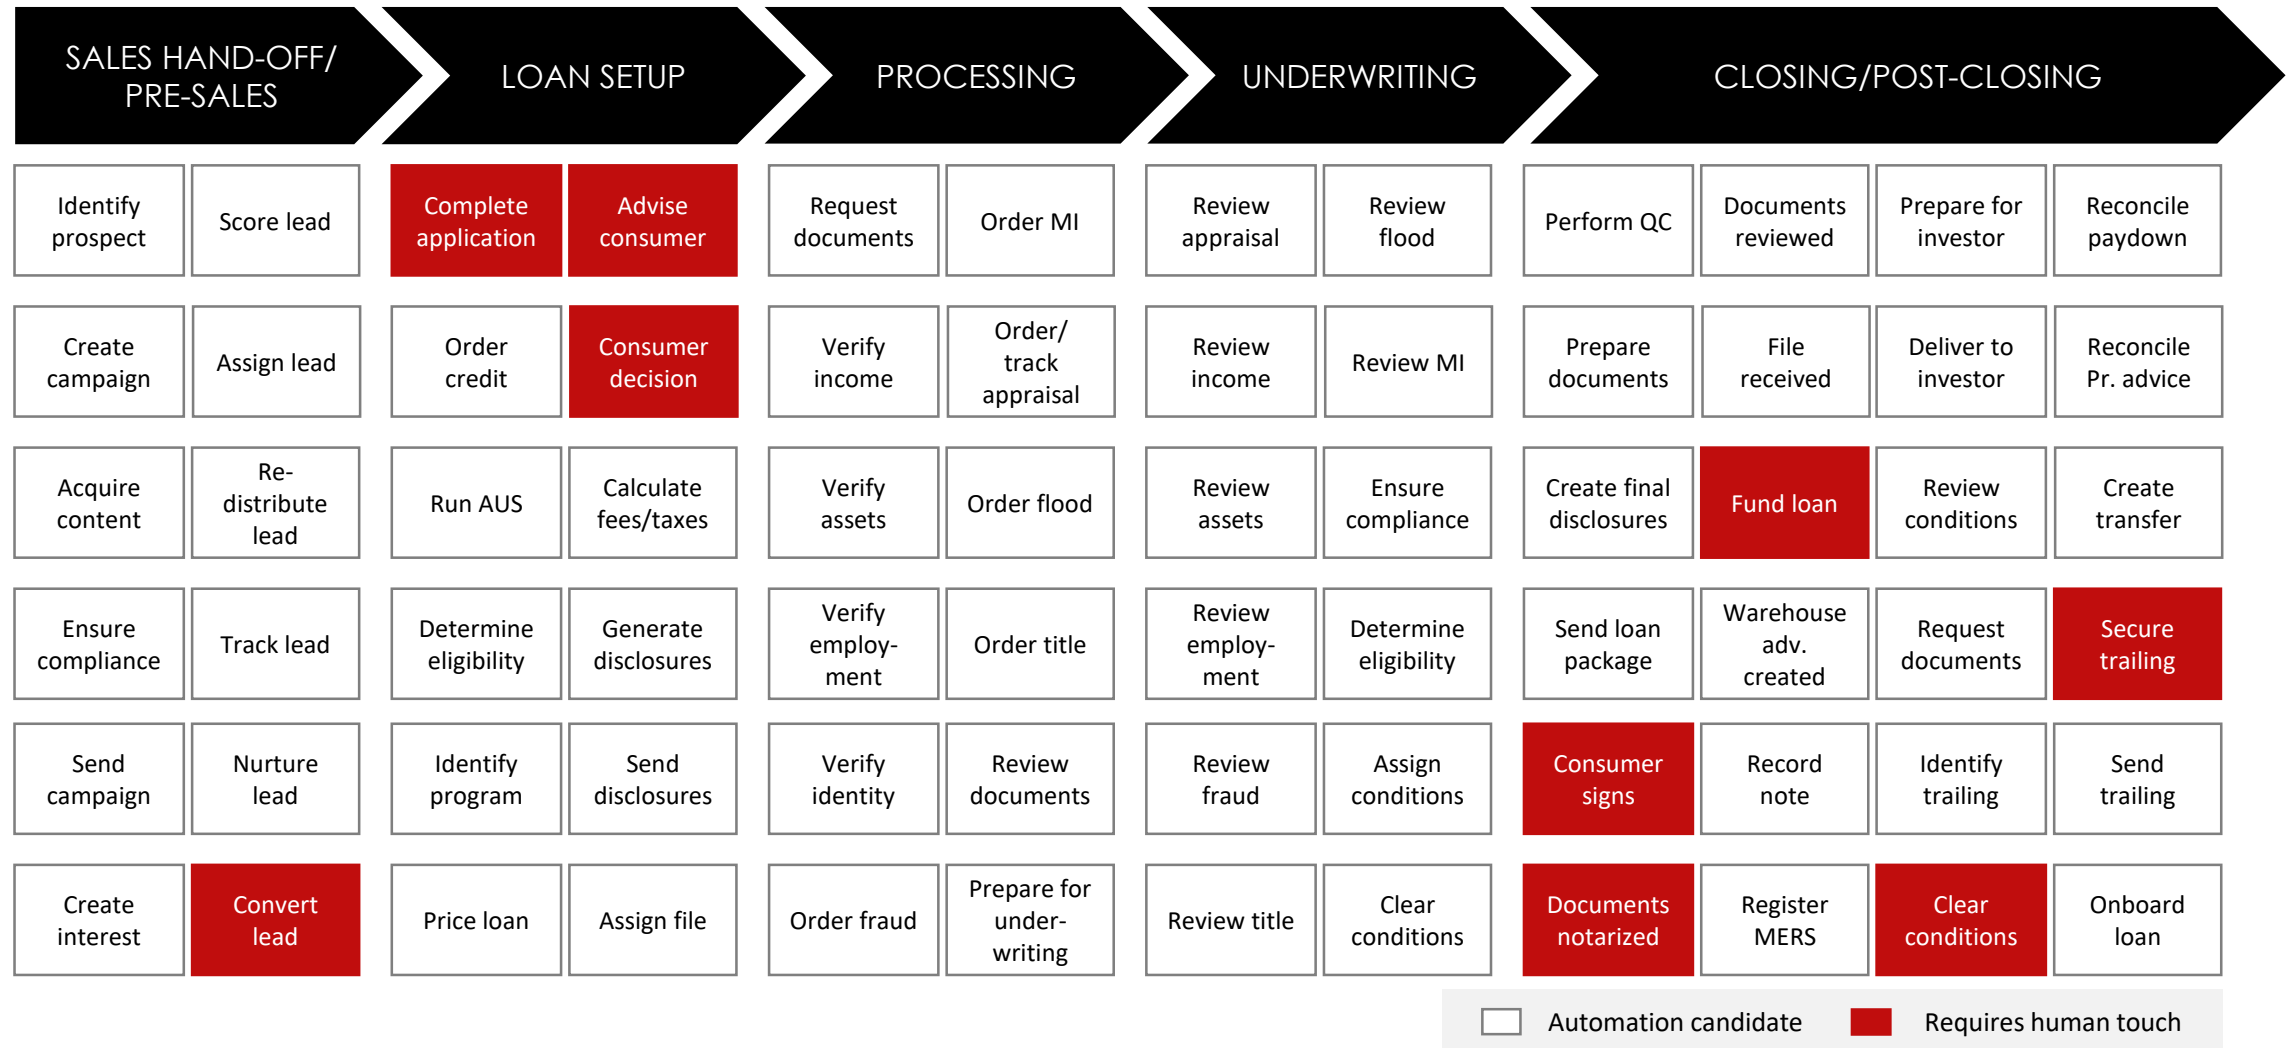 SALES HAND-OFF/
PRE-SALES
LOAN SETUP
PROCESSING
UNDERWRITING
CLOSING/POST-CLOSING
Identify
prospect
Score lead
Complete
application
Advise
consumer
Request
documents
Order MI
Review
appraisal
Review
flood
Perform QC
Documents
reviewed
Prepare for
investor
Reconcile
paydown
Create
campaign
Assign lead
Order
credit
Consumer
decision
Verify
income
Order/
track
appraisal
Review
income
Review MI
Prepare
documents
File
received
Deliver to
investor
Reconcile
Pr. advice
Acquire
content
Re-
distribute
lead
Run AUS
Calculate
fees/taxes
Verify
assets
Order flood
Review
assets
Ensure
compliance
Create final
disclosures
Fund loan
Review
conditions
Create
transfer
Ensure
compliance
Track lead
Determine
eligibility
Generate
disclosures
Verify
employ-
ment
Order title
Review
employ-
ment
Determine
eligibility
Send loan
package
Warehouse
adv.
created
Request
documents
Secure
trailing
Send
campaign
Nurture
lead
Identify
program
Send
disclosures
Verify
identity
Review
documents
Review
fraud
Assign
conditions
Consumer
signs
Record
note
Identify
trailing
Send
trailing
Create
interest
Convert
lead
Price loan
Assign file
Order fraud
Prepare for
under-
writing
Review title
Clear
conditions
Documents
notarized
Register
MERS
Clear
conditions
Onboard
loan
Automation candidate
Requires human touch